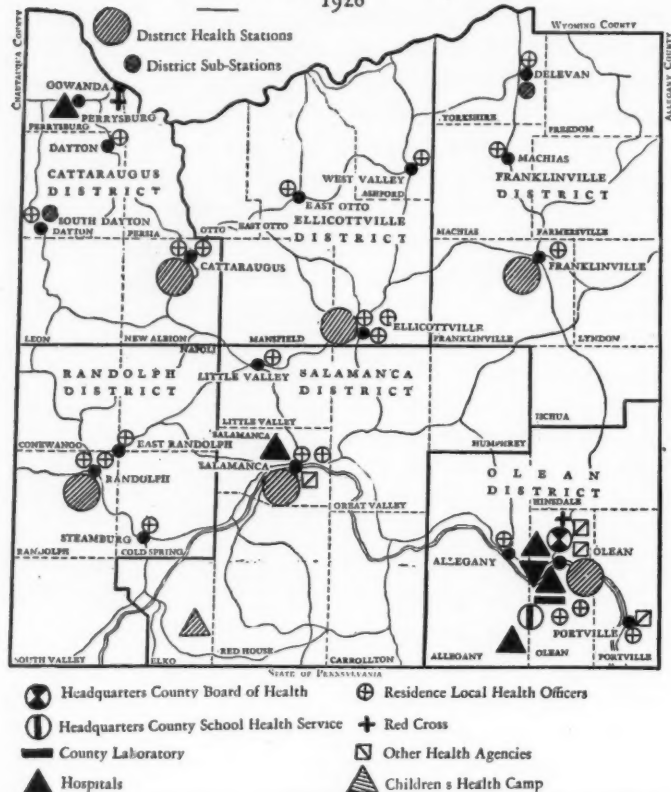 1926
District Health Stations
District Sub-Stations
CHAUTAUQUA COUNTY
WYOMING COUNTY
ALLEGANY COUNTY
GOWANDA
PERRYSBURG
PERRYSBURG
DAYTON
CATTARAUGUS
DISTRICT
SOUTH DAYTON
DAYTON
PERSIA
OTTO
CATTARAUGUS
LEON
NEW ALBION
NAPOLI
WEST VALLEY
ASHFORD
EAST OTTO
EAST OTTO
ELLICOTTVILLE
DISTRICT
ELLICOTTVILLE
MANSFIELD
DELEVAN
YORKSHIRE
FREEDOM
MACHIAS
FRANKLINVILLE
DISTRICT
MACHIAS
FARMERSVILLE
FRANKLINVILLE
FRANKLINVILLE
LYNDON
RANDOLPH
DISTRICT
LITTLE VALLEY
SALAMANCA
DISTRICT
LITTLE VALLEY
SALAMANCA
SALAMANCA
CONEWANGO
EAST RANDOLPH
RANDOLPH
STEAMBURG
RANDOLPH
COLD SPRING
GREAT VALLEY
HUMPHREY
ISCHUA
OLEAN
DISTRICT
HINSDALE
ALLEGANY
OLEAN
PORTVILLE
SOUTH VALLEY
ELKO
RED HOUSE
CARROLLTON
ALLEGANY
OLEAN
PORTVILLE
STATE OF PENNSYLVANIA
Headquarters County Board of Health
Residence Local Health Officers
Headquarters County School Health Service
Red Cross
County Laboratory
Other Health Agencies
Hospitals
Children s Health Camp